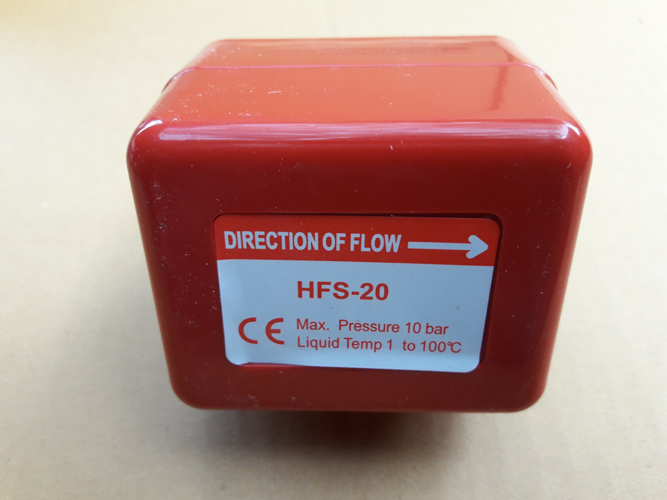 DIRECTION OF FLOW
HFS-20
CE Max. Pressure 10 bar
Liquid Temp 1 to 100°C